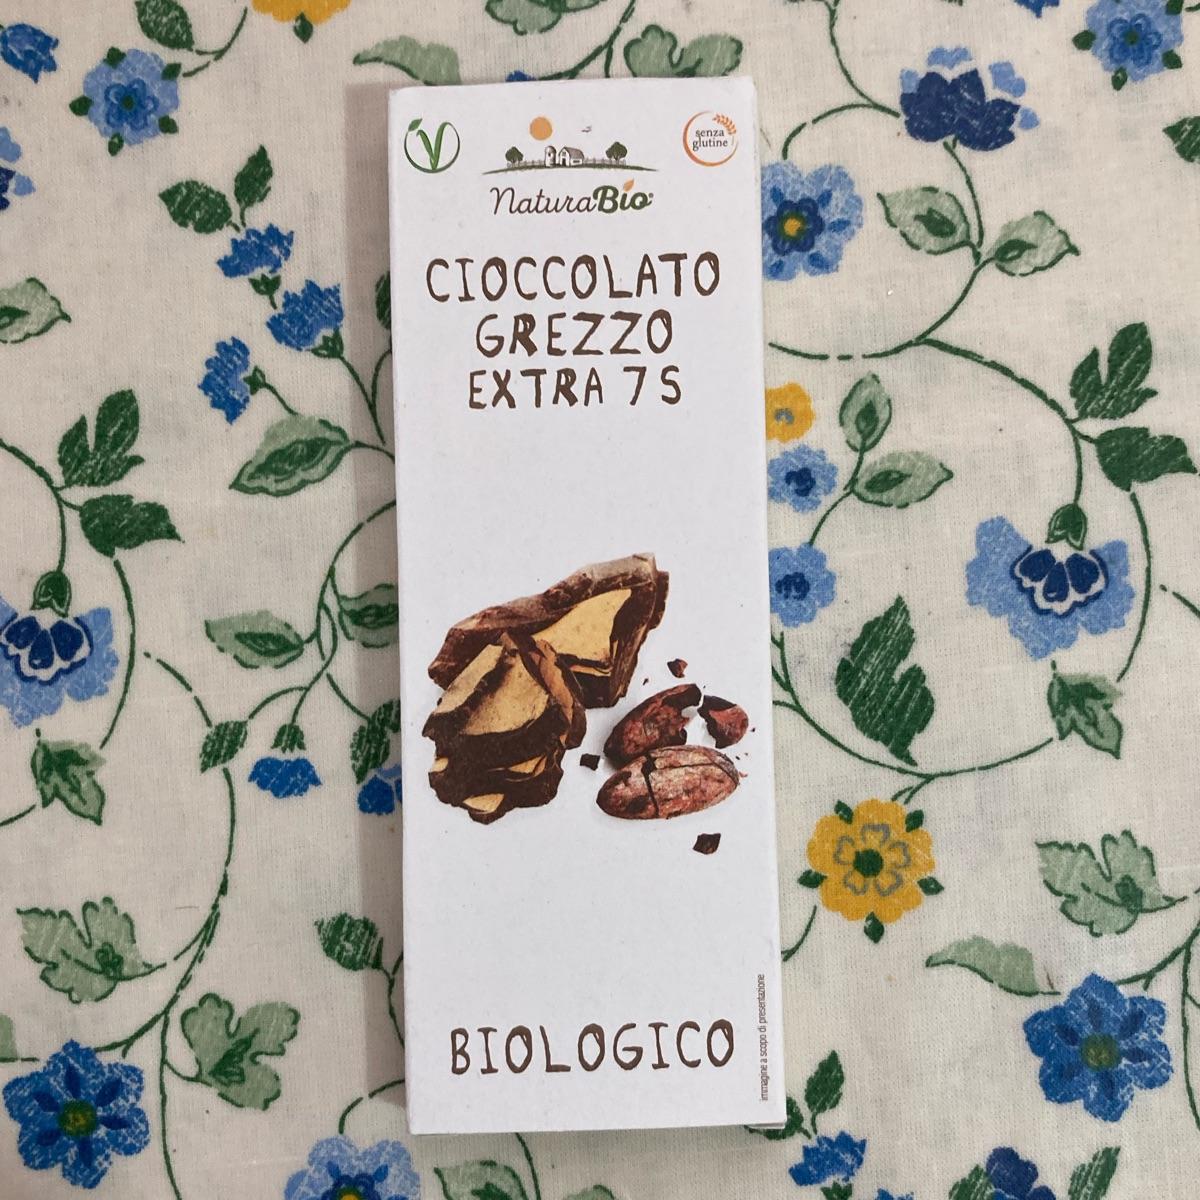 senza
glutine
NaturaBio
CIOCCOLATO
GREZZO
EXTRA 75
BIOLOGICO
immagine a scopo di presentazione